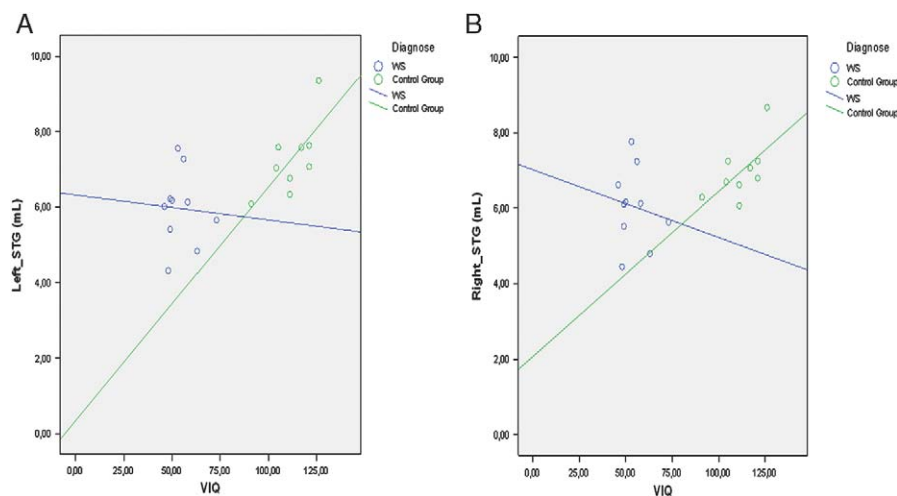 A
Left_STG (mL)
10,00
8,00
6,00
4,00
2,00
0,00
0,00 25,00 50,00 75,00 100,00 125,00
VIQ
Diagnose
WS
Control Group
WS
Control Group
B
Right_STG (mL)
10,00
8,00
6,00
4,00
2,00
0,00
0,00 25,00 50,00 75,00 100,00 125,00
VIQ
Diagnose
WS
Control Group
WS
Control Group